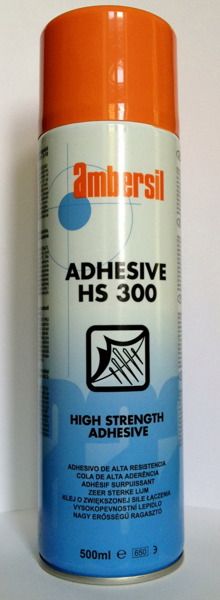 ambersil
ADHESIVE
HS 300
HIGH STRENGTH
ADHESIVE
ADHESIVO DE ALTA RESISTENCIA
COLA DE ALTA ADERÊNCIA
ADHÉSIF SURPUISSANT
ZEER STERKE LIJM
KLEJ O ZWIĘKSZONEJ SILE ŁĄCZENIA
VYSOKOPEVNOSTNÍ LEPIDLO
NAGY ERŐSSÉGŰ RAGASZTÓ
500ml ℮ 650